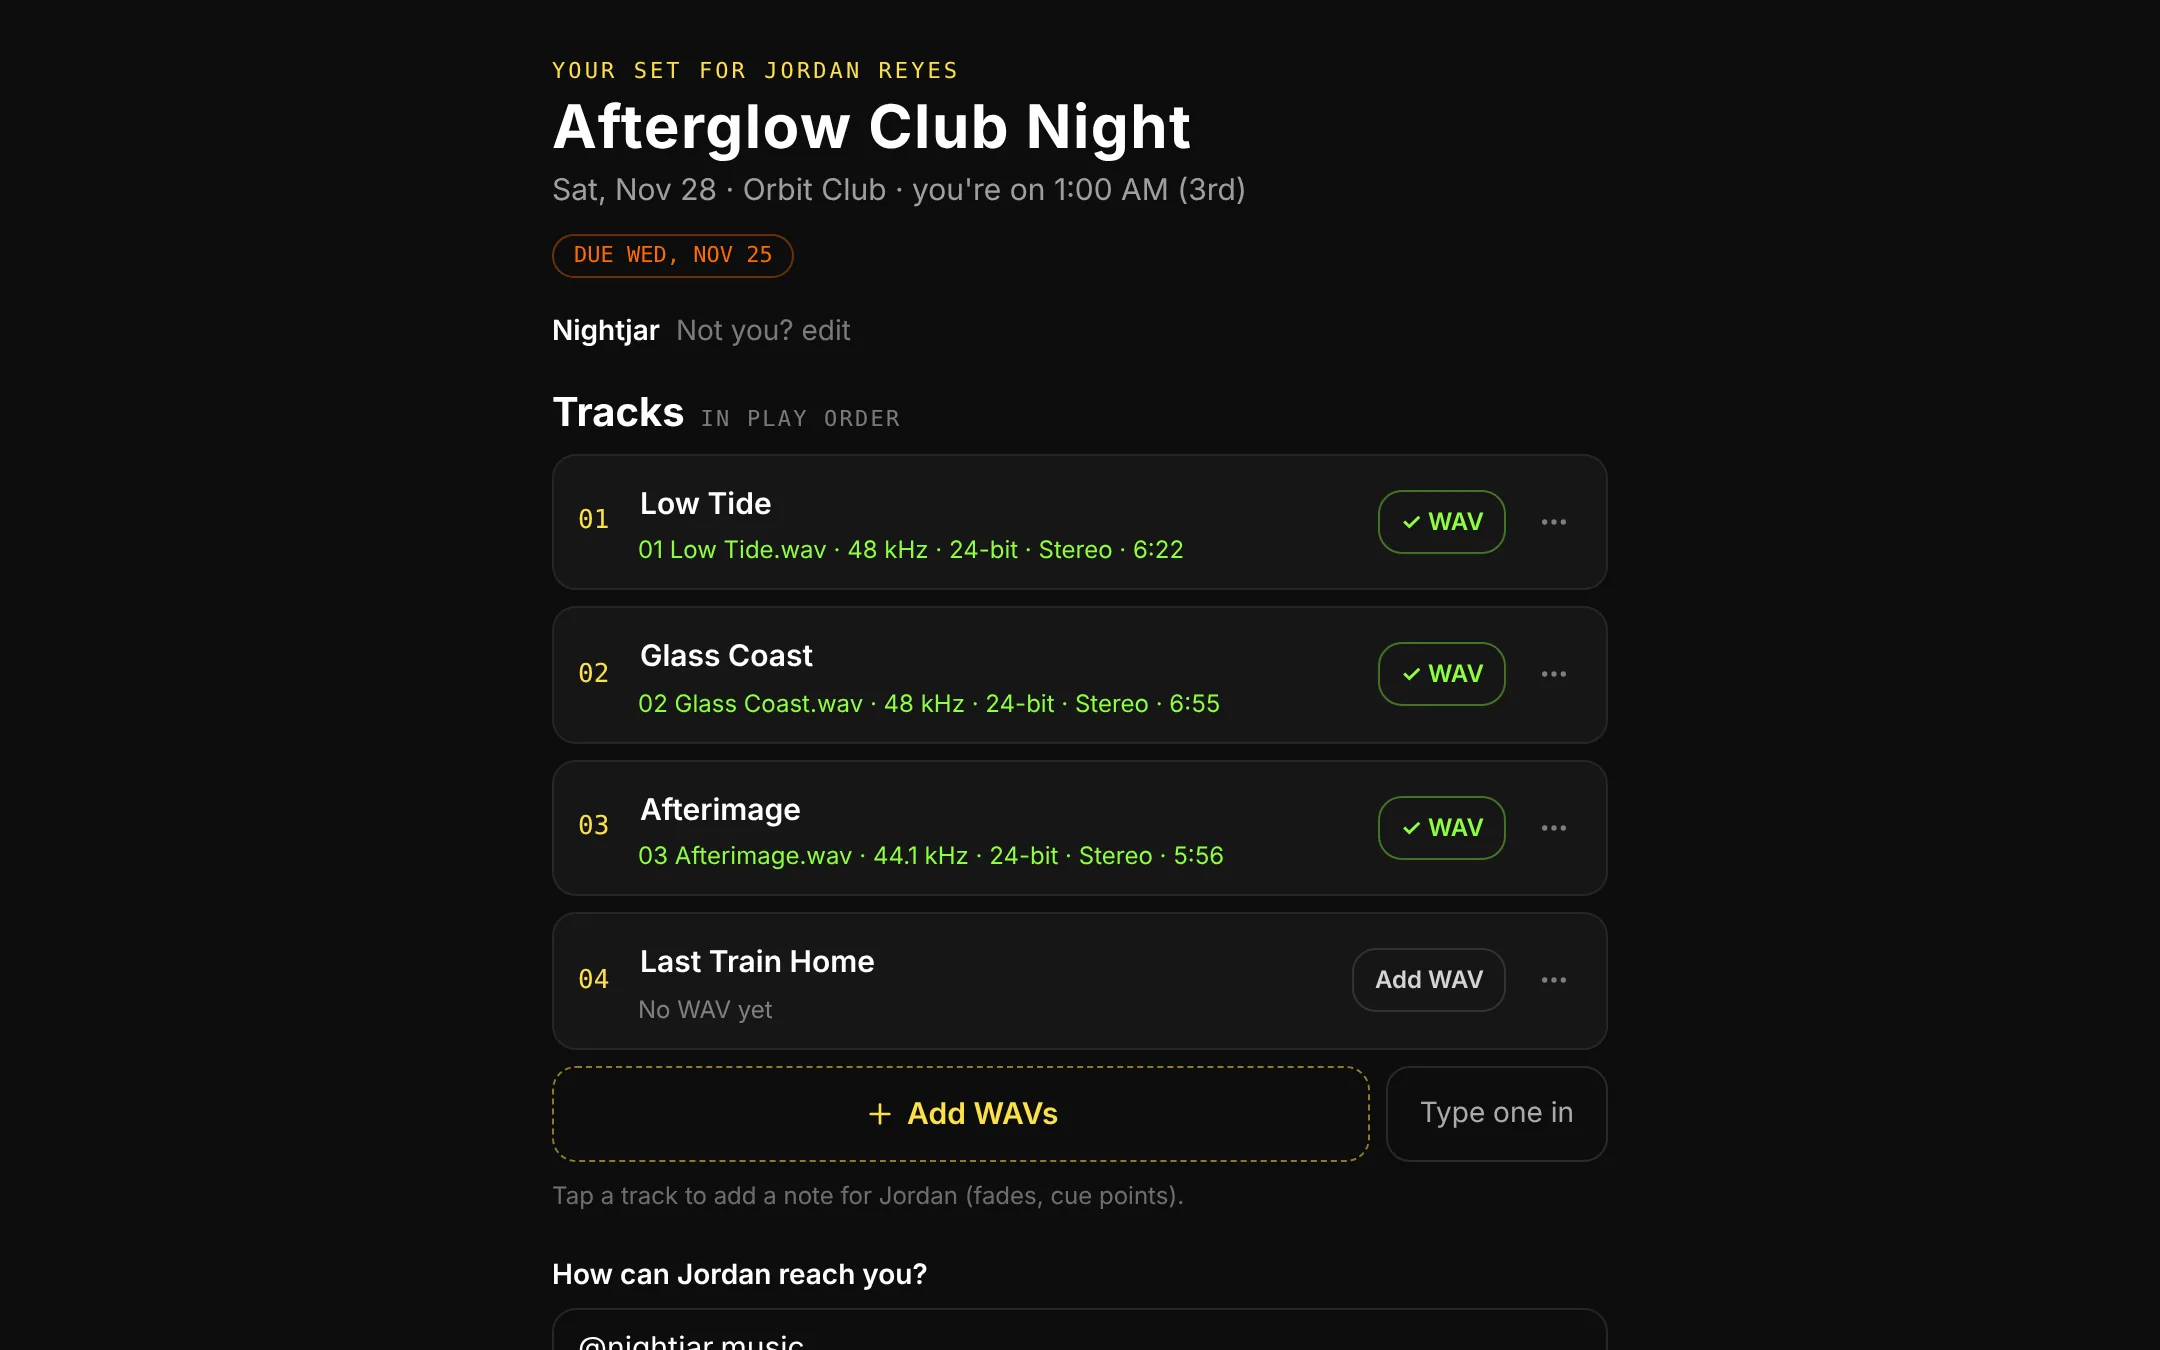 YOUR SET FOR JORDAN REYES
Afterglow Club Night
Sat, Nov 28 · Orbit Club · you're on 1:00 AM (3rd)
DUE WED, NOV 25
Nightjar Not you? edit
Tracks IN PLAY ORDER
01 Low Tide
01 Low Tide.wav · 48 kHz · 24-bit · Stereo · 6:22
✓ WAV ···
02 Glass Coast
02 Glass Coast.wav · 48 kHz · 24-bit · Stereo · 6:55
✓ WAV ···
03 Afterimage
03 Afterimage.wav · 44.1 kHz · 24-bit · Stereo · 5:56
✓ WAV ···
04 Last Train Home
No WAV yet
Add WAV ···
+ Add WAVs
Type one in
Tap a track to add a note for Jordan (fades, cue points).
How can Jordan reach you?
@nightjar.music